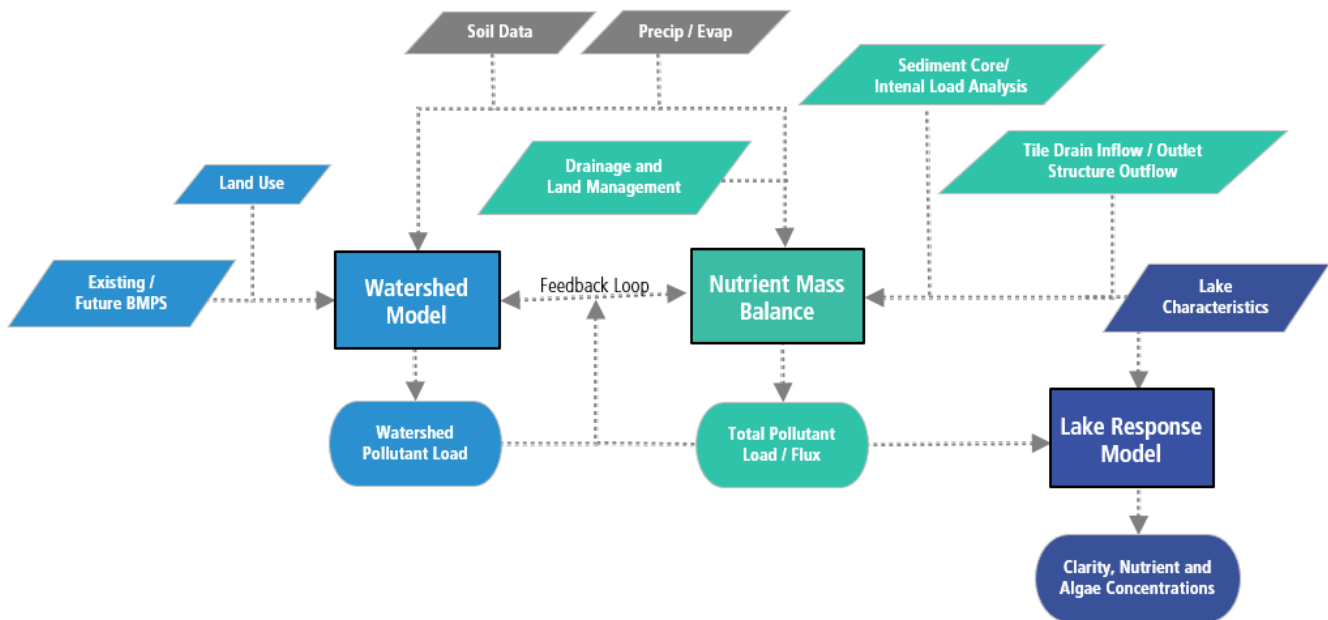 Soil Data
Precip / Evap
Sediment Core/
Intenal Load Analysis
Tile Drain Inflow / Outlet
Structure Outflow
Drainage and
Land Management
Land Use
Existing /
Future BMPS
Watershed
Model
Feedback Loop
Nutrient Mass
Balance
Lake
Characteristics
Watershed
Pollutant Load
Total Pollutant
Load / Flux
Lake Response
Model
Clarity, Nutrient and
Algae Concentrations